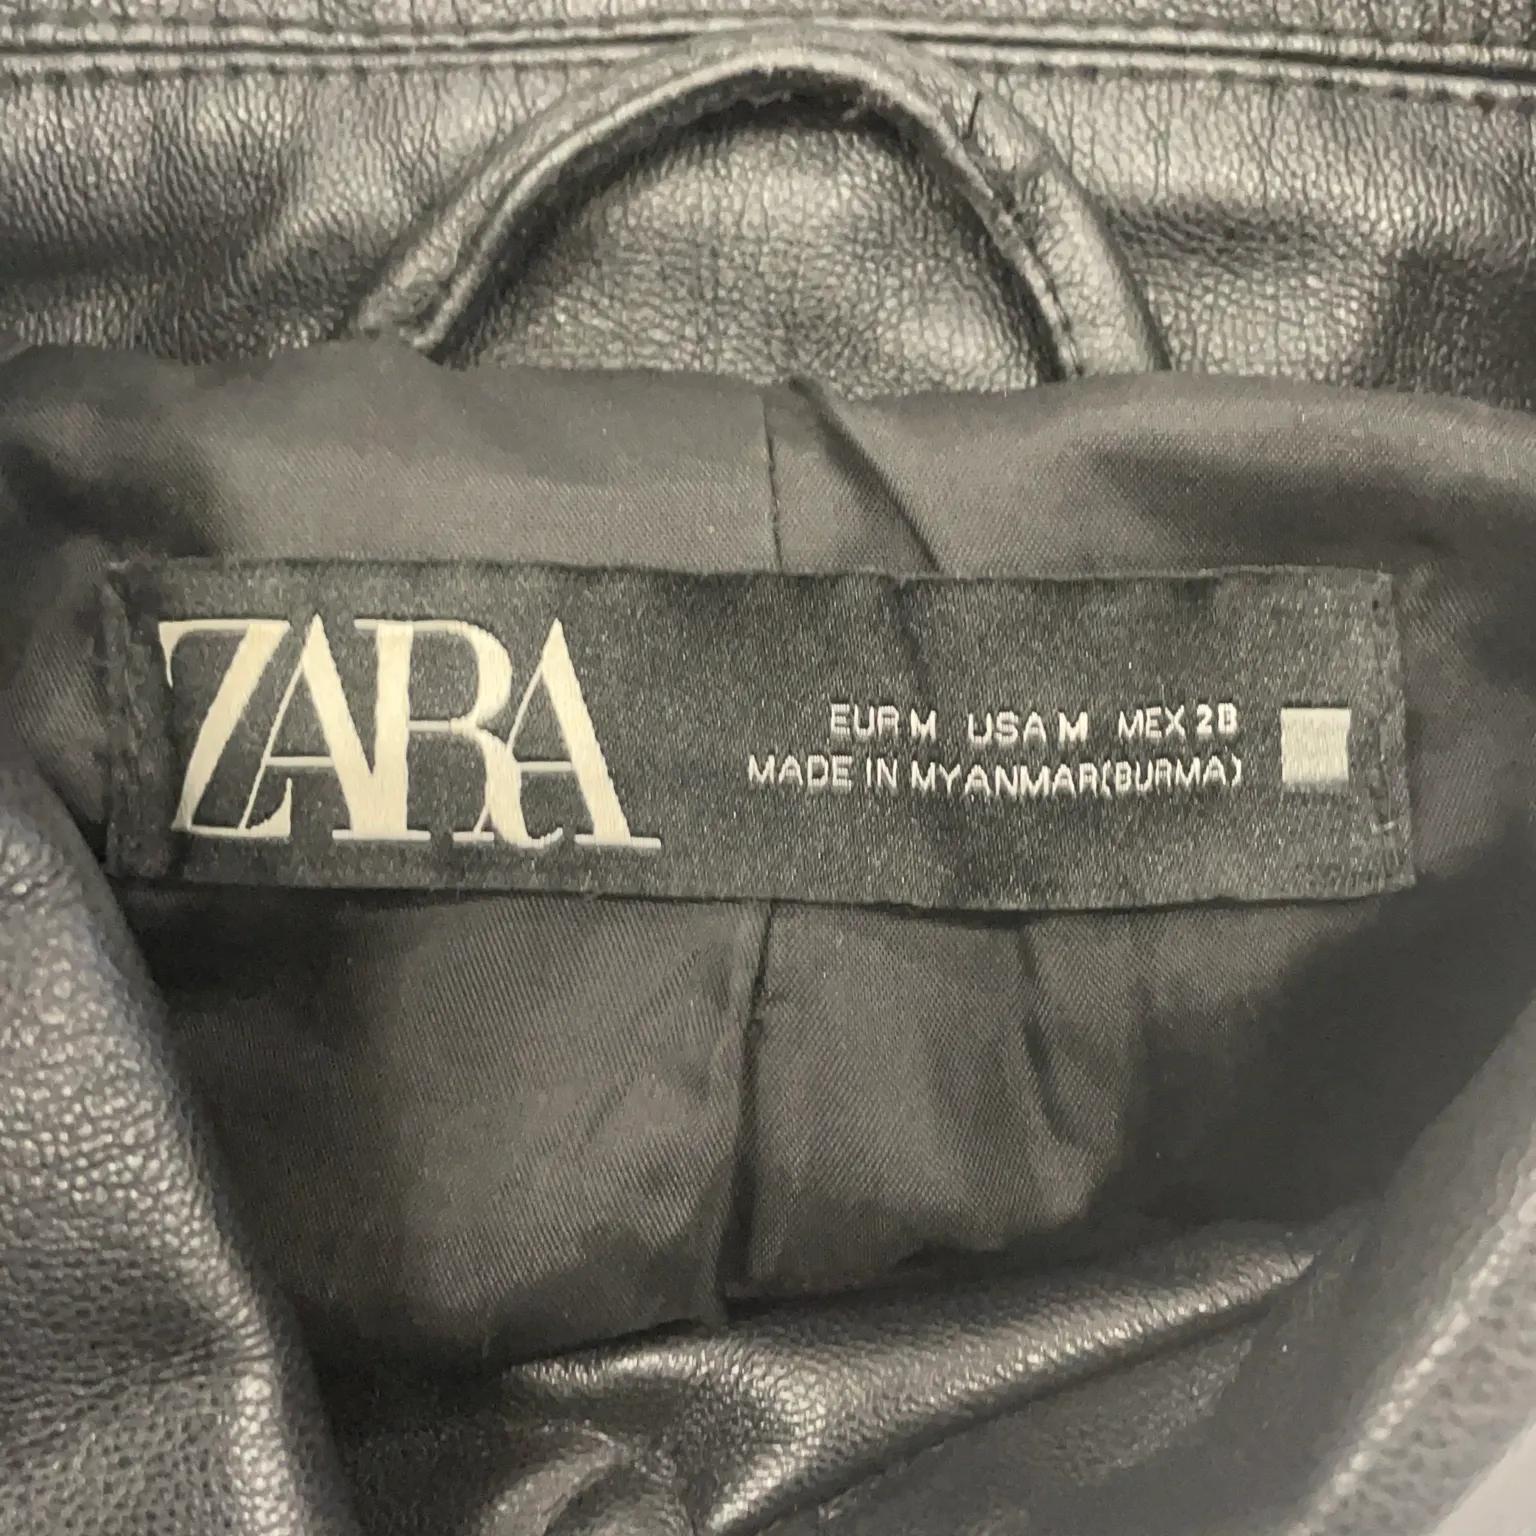 ZARA
EUR M USA M MEX 28
MADE IN MYANMAR(BURMA)